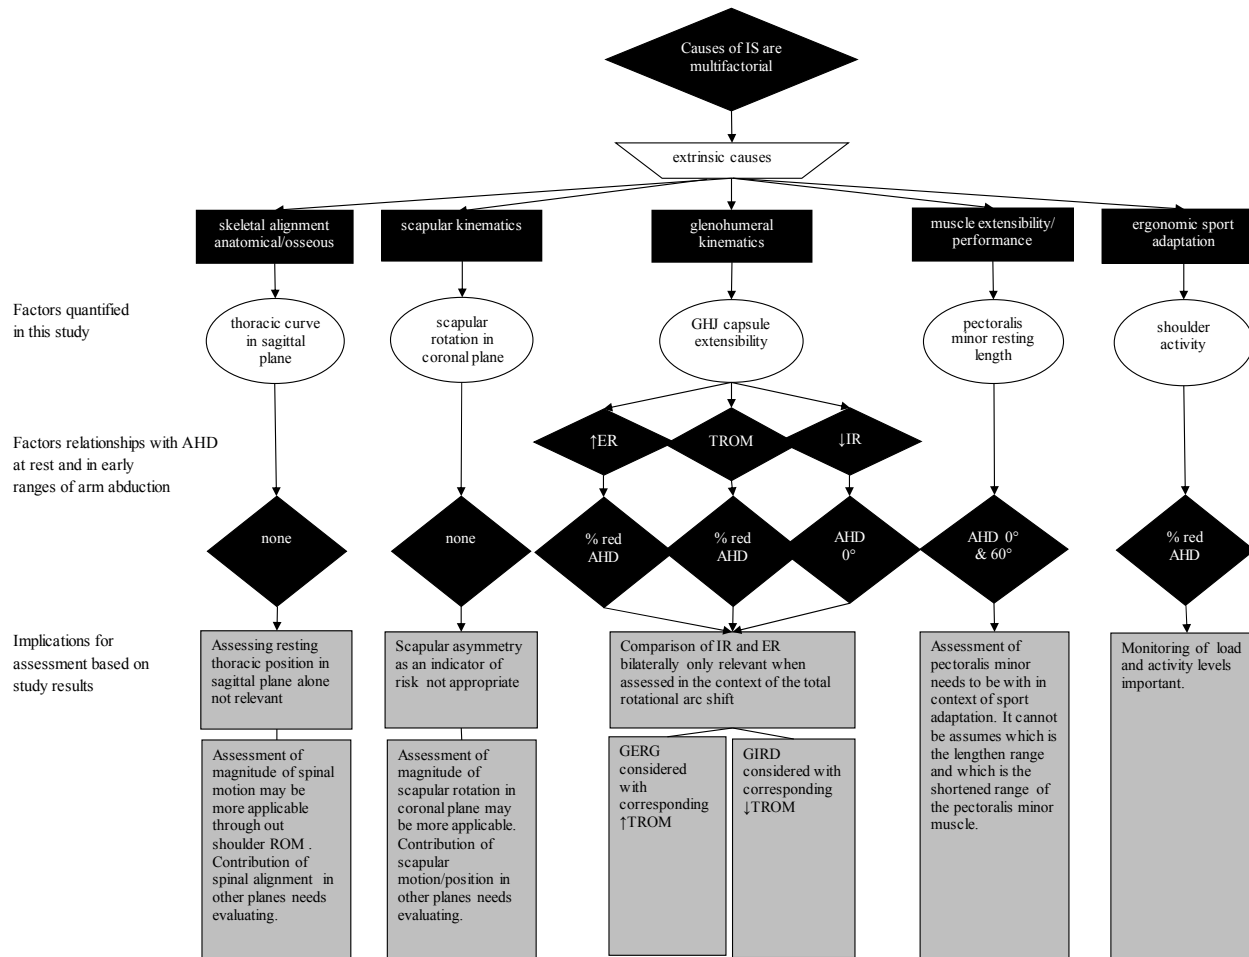 Causes of IS are
multifactorial
extrinsic causes
skeletal alignment
anatomical/osseous
scapular kinematics
glenohumeral
kinematics
muscle extensibility/
performance
ergonomic sport
adaptation
Factors quantified
in this study
thoracic curve
in sagittal
plane
scapular
rotation in
coronal plane
GHJ capsule
extensibility
pectoralis
minor resting
length
shoulder
activity
Factors relationships with AHD
at rest and in early
ranges of arm abduction
↑ER
TROM
↓IR
none
none
% red
AHD
% red
AHD
AHD
0°
AHD 0°
& 60°
% red
AHD
Implications for
assessment based on
study results
Assessing resting
thoracic position in
sagittal plane alone
not relevant
Scapular asymmetry
as an indicator of
risk not appropriate
Comparison of IR and ER
bilaterally only relevant when
assessed in the context of the total
rotational arc shift
Assessment of
pectoralis minor
needs to be with in
context of sport
adaptation. It cannot
be assumes which is
the lengthen range
and which is the
shortened range of
the pectoralis minor
muscle.
Monitoring of load
and activity levels
important.
Assessment of
magnitude of spinal
motion may be
more applicable
through out
shoulder ROM .
Contribution of
spinal alignment in
other planes needs
evaluating.
Assessment of
magnitude of
scapular rotation in
coronal plane may
be more applicable.
Contribution of
scapular
motion/position in
other planes needs
evaluating.
GERG
considered
with
corresponding
↑TROM
GIRD
considered with
corresponding
↓TROM